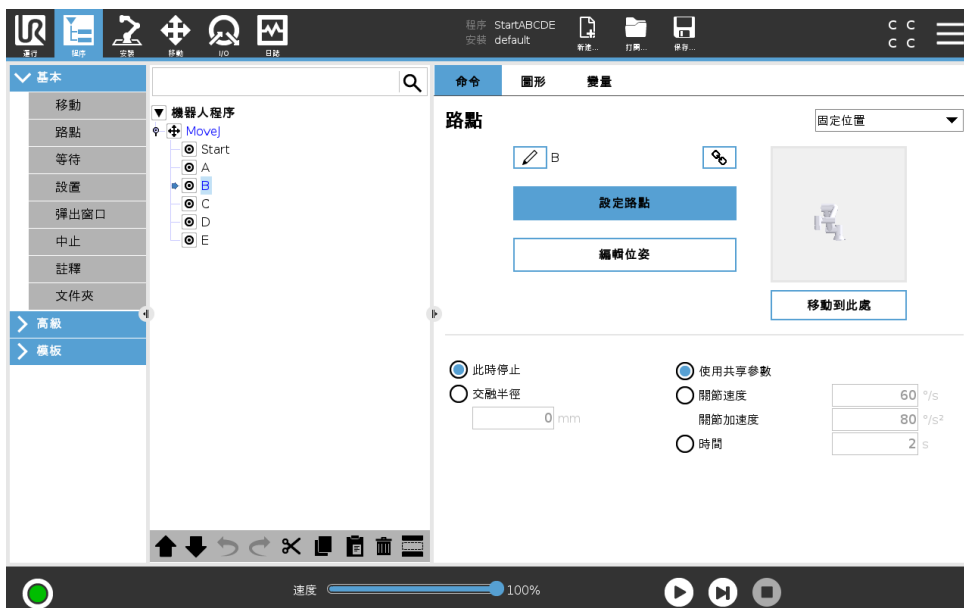 UR
運行
程序
安裝
移動
I/O
日誌
程序 StartABCDE
安裝 default
新建...
打開...
保存...
C C
C C
基本
移動
路點
等待
設置
彈出窗口
中止
註釋
文件夾
高級
模板
機器人程序
MoveJ
Start
A
B
C
D
E
命令
圖形
變量
路點
固定位置
B
設定路點
編輯位姿
移動到此處
此時停止
交融半徑
0 mm
使用共享參數
關節速度 60 °/s
關節加速度 80 °/s²
時間 2 s
速度 100%